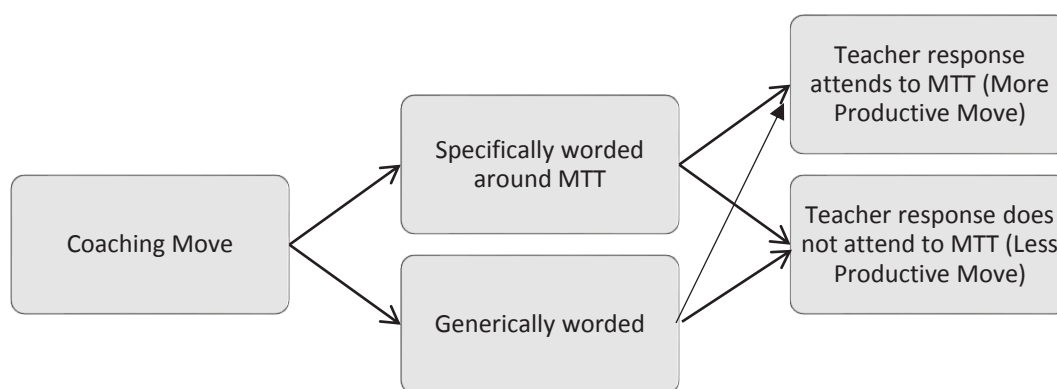 Coaching Move
Specifically worded
around MTT
Generically worded
Teacher response
attends to MTT (More
Productive Move)
Teacher response does
not attend to MTT (Less
Productive Move)